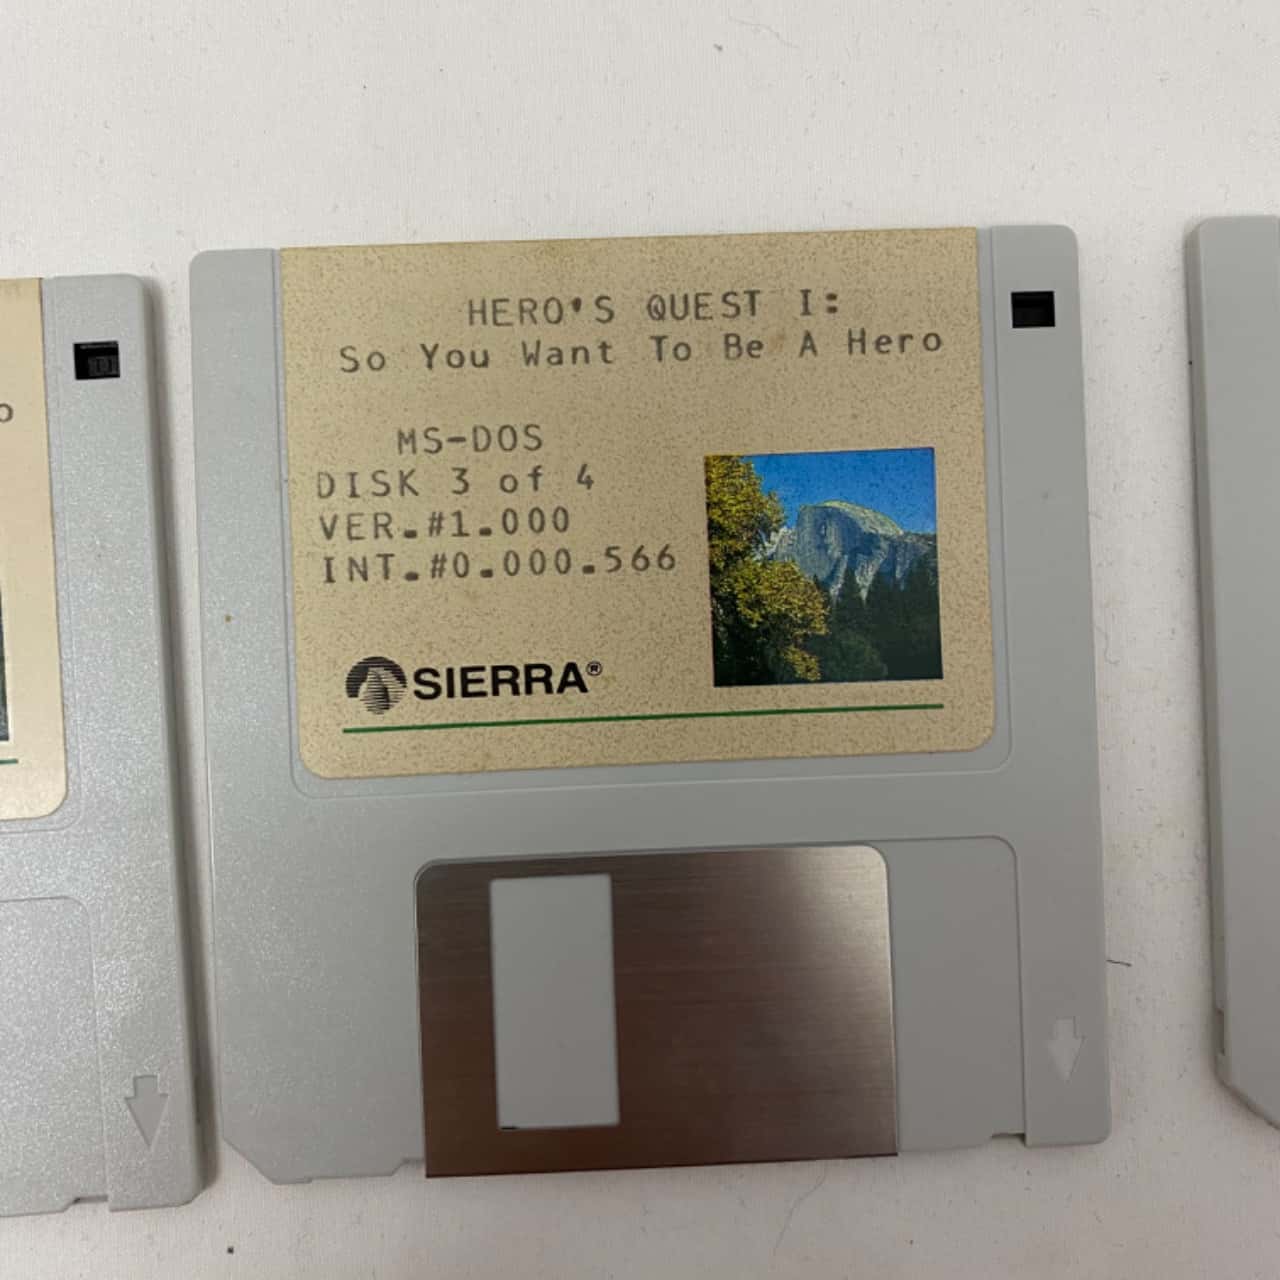 HERO'S QUEST I:
So You Want To Be A Hero
MS-DOS
DISK 3 of 4
VER.#1.000
INT.#0.000.566
SIERRA®
o